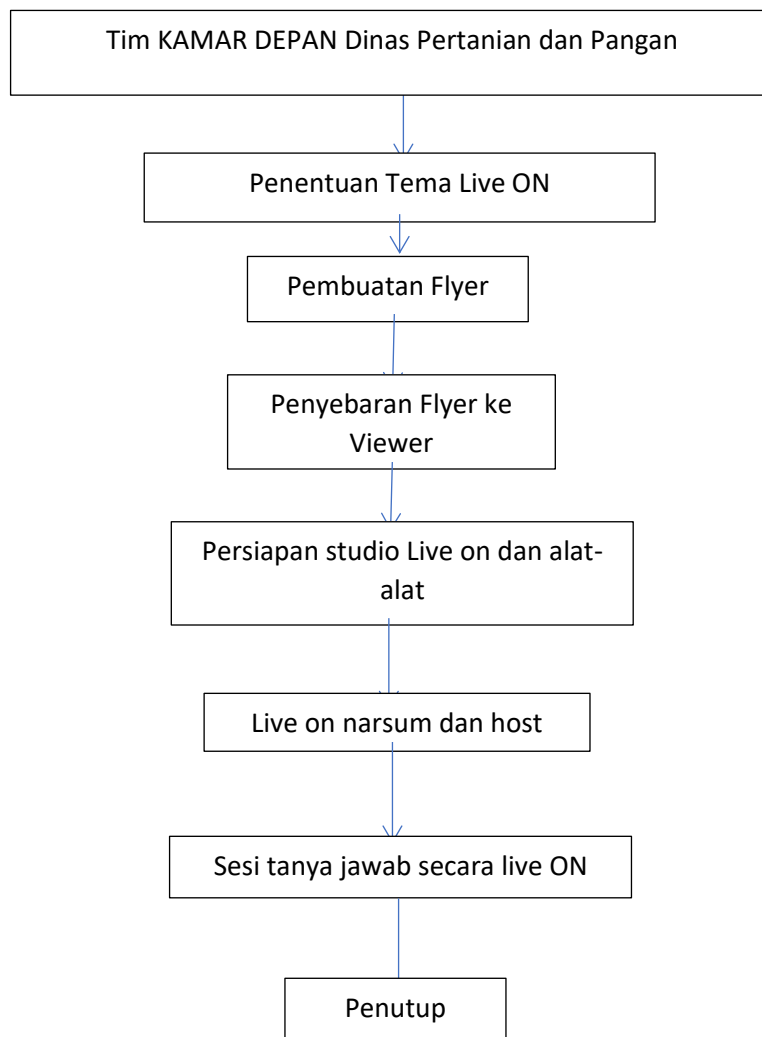 Tim KAMAR DEPAN Dinas Pertanian dan Pangan
Penentuan Tema Live ON
Pembuatan Flyer
Penyebaran Flyer ke
Viewer
Persiapan studio Live on dan alat-
alat
Live on narsum dan host
Sesi tanya jawab secara live ON
Penutup